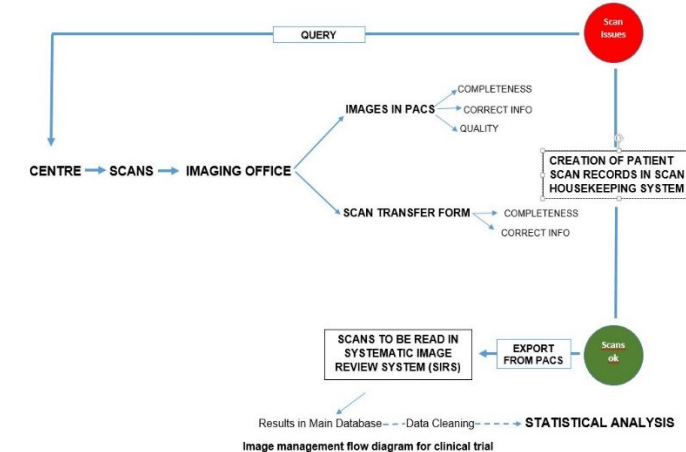 Scan
Issues
QUERY
COMPLETENESS
IMAGES IN PACS
CORRECT INFO
QUALITY
CENTRE
SCANS
IMAGING OFFICE
CREATION OF PATIENT
SCAN RECORDS IN SCAN
HOUSEKEEPING SYSTEM
SCAN TRANSFER FORM
COMPLETENESS
CORRECT INFO
SCANS TO BE READ IN
SYSTEMATIC IMAGE
REVIEW SYSTEM (SIRS)
EXPORT
FROM PACS
Scans
ok
Results in Main Database
Data Cleaning
STATISTICAL ANALYSIS
Image management flow diagram for clinical trial